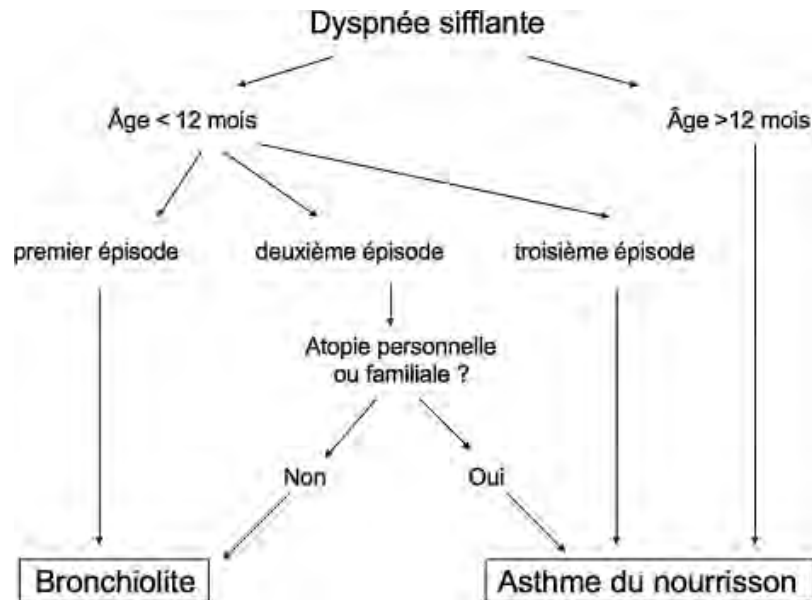 Dyspnée sifflante
Âge < 12 mois
Âge >12 mois
premier épisode
deuxième épisode
troisième épisode
Atopie personnelle
ou familiale ?
Non
Oui
Bronchiolite
Asthme du nourrisson